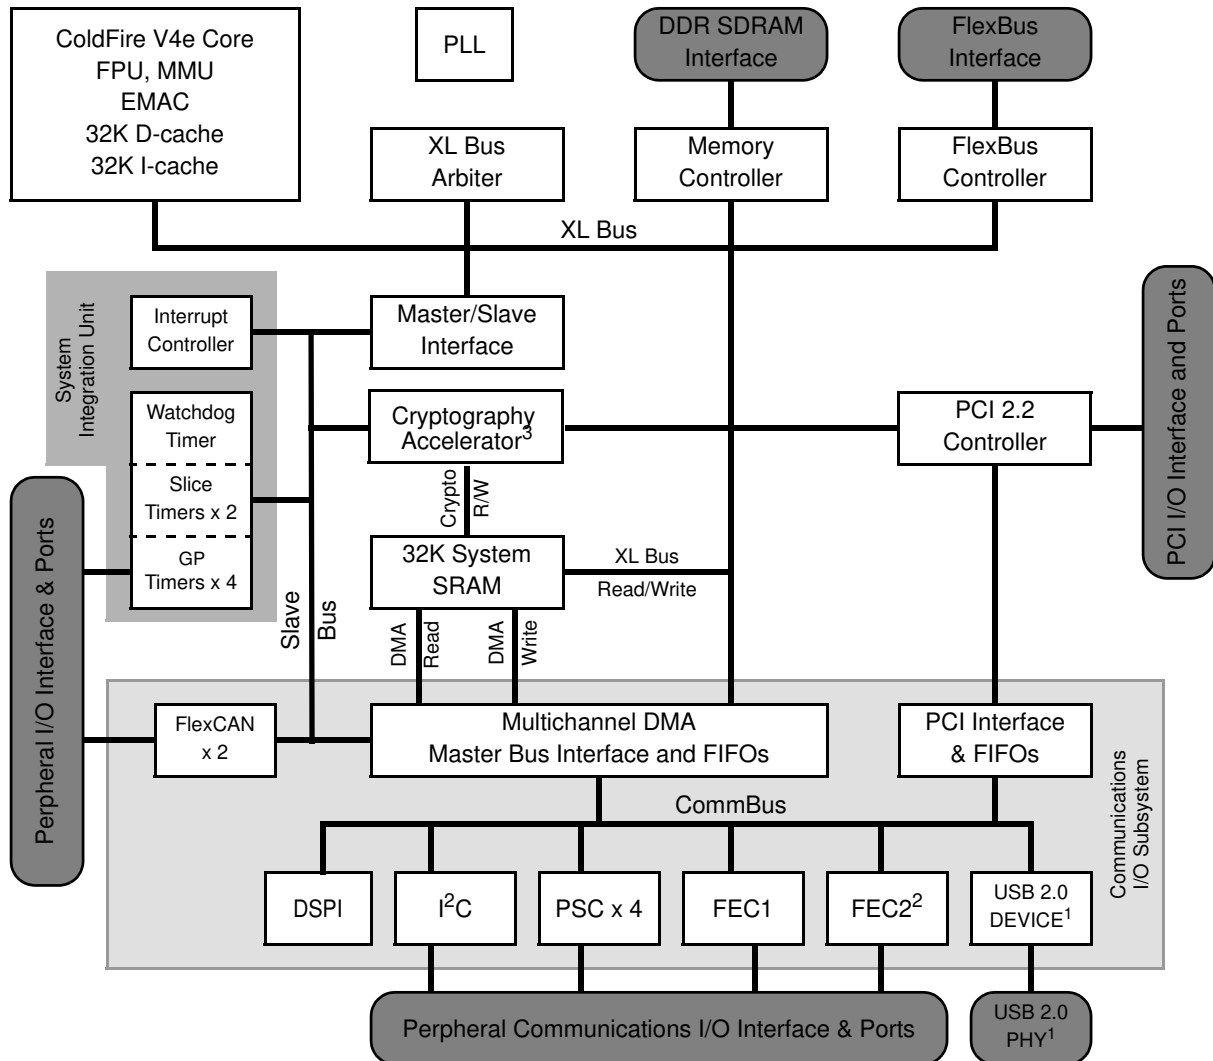 ColdFire V4e Core
FPU, MMU
EMAC
32K D-cache
32K I-cache
PLL
DDR SDRAM
Interface
FlexBus
Interface
XL Bus
Arbiter
Memory
Controller
FlexBus
Controller
XL Bus
System
Integration Unit
Interrupt
Controller
Master/Slave
Interface
PCI I/O Interface and Ports
Watchdog
Timer
Slice
Timers x 2
GP
Timers x 4
Cryptography
Accelerator³
PCI 2.2
Controller
Crypto
R/W
32K System
SRAM
XL Bus
Read/Write
Slave
Bus
DMA
Read
DMA
Write
Perpheral I/O Interface & Ports
FlexCAN
x 2
Multichannel DMA
Master Bus Interface and FIFOs
PCI Interface
& FIFOs
Communications
I/O Subsystem
CommBus
DSPI
I²C
PSC x 4
FEC1
FEC2²
USB 2.0
DEVICE¹
Perpheral Communications I/O Interface & Ports
USB 2.0
PHY¹